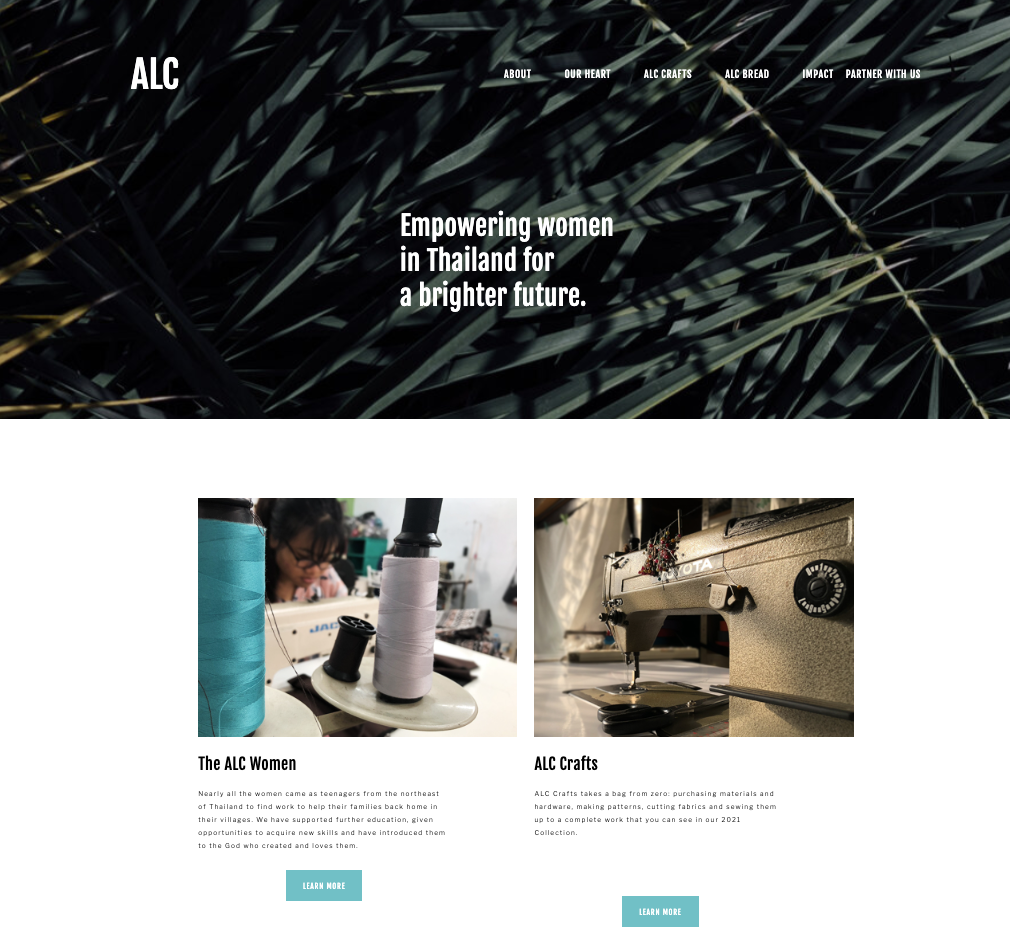 ALC
ABOUT OUR HEART ALC CRAFTS ALC BREAD IMPACT PARTNER WITH US
Empowering women
in Thailand for
a brighter future.
JAC
YOTA
The ALC Women
Nearly all the women came as teenagers from the northeast
of Thailand to find work to help their families back home in
their villages. We have supported further education, given
opportunities to acquire new skills and have introduced them
to the God who created and loves them.
LEARN MORE
ALC Crafts
ALC Crafts takes a bag from zero: purchasing materials and
hardware, making patterns, cutting fabrics and sewing them
up to a complete work that you can see in our 2021
Collection.
LEARN MORE